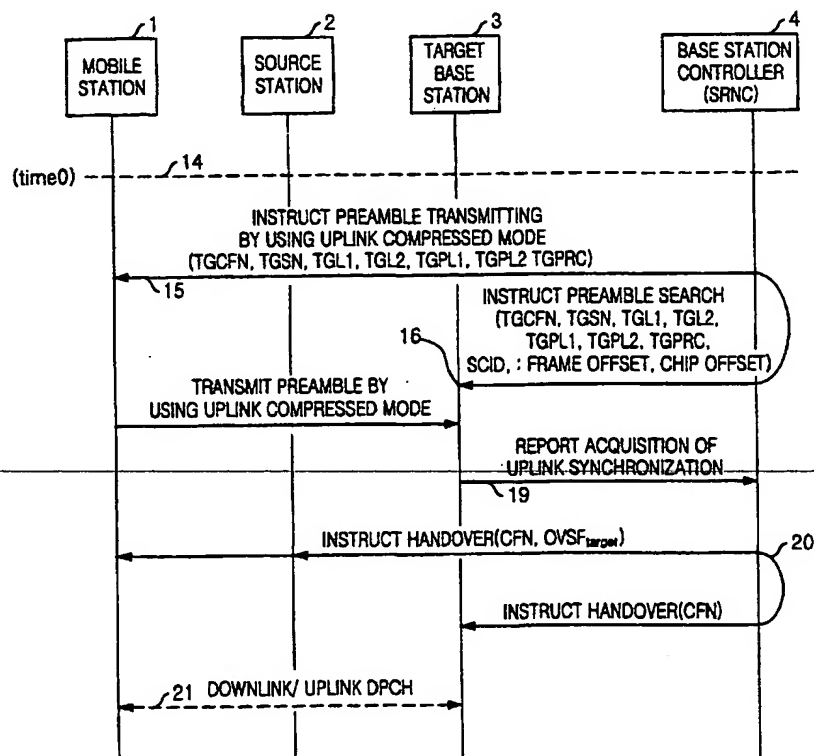 1
2
3
4
MOBILE
STATION
SOURCE
STATION
TARGET
BASE
STATION
BASE STATION
CONTROLLER
(SRNC)
(time0)
14
INSTRUCT PREAMBLE TRANSMITTING
BY USING UPLINK COMPRESSED MODE
(TGCFN, TGSN, TGL1, TGL2, TGPL1, TGPL2 TGPRC)
15
INSTRUCT PREAMBLE SEARCH
(TGCFN, TGSN, TGL1, TGL2,
TGPL1, TGPL2, TGPRC,
SCID, : FRAME OFFSET, CHIP OFFSET)
16
TRANSMIT PREAMBLE BY
USING UPLINK COMPRESSED MODE
REPORT ACQUISITION OF
UPLINK SYNCHRONIZATION
19
INSTRUCT HANDOVER(CFN, OVSFtarget)
20
INSTRUCT HANDOVER(CFN)
21
DOWNLINK/ UPLINK DPCH